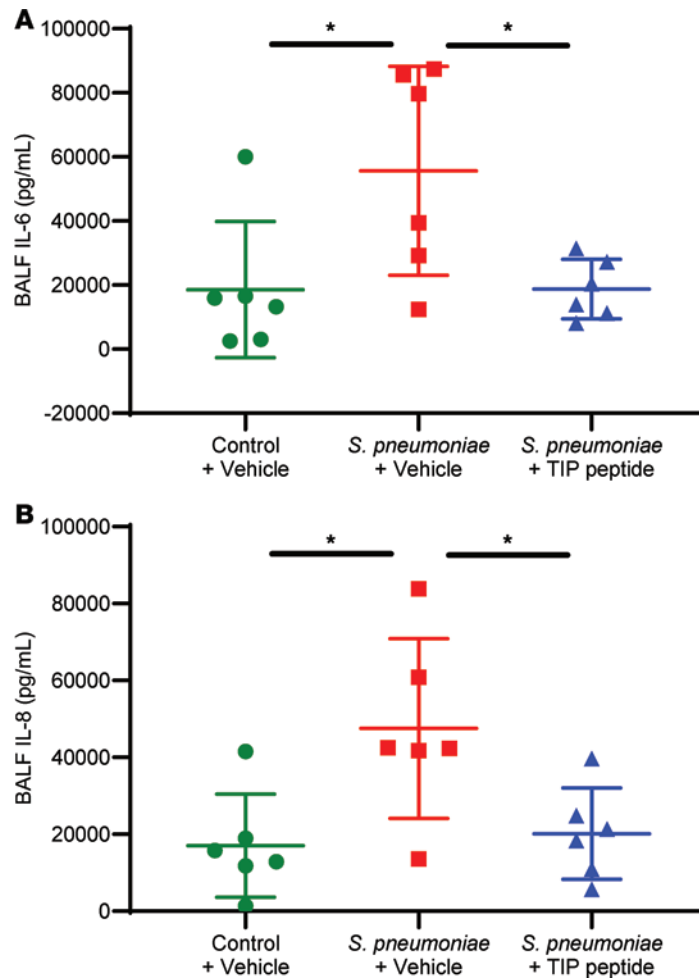 A
BALF IL-6 (pg/mL)
100000
80000
60000
40000
20000
0
-20000
* *
Control S. pneumoniae S. pneumoniae
+ Vehicle + Vehicle + TIP peptide
B
BALF IL-8 (pg/mL)
100000
80000
60000
40000
20000
0
* *
Control S. pneumoniae S. pneumoniae
+ Vehicle + Vehicle + TIP peptide